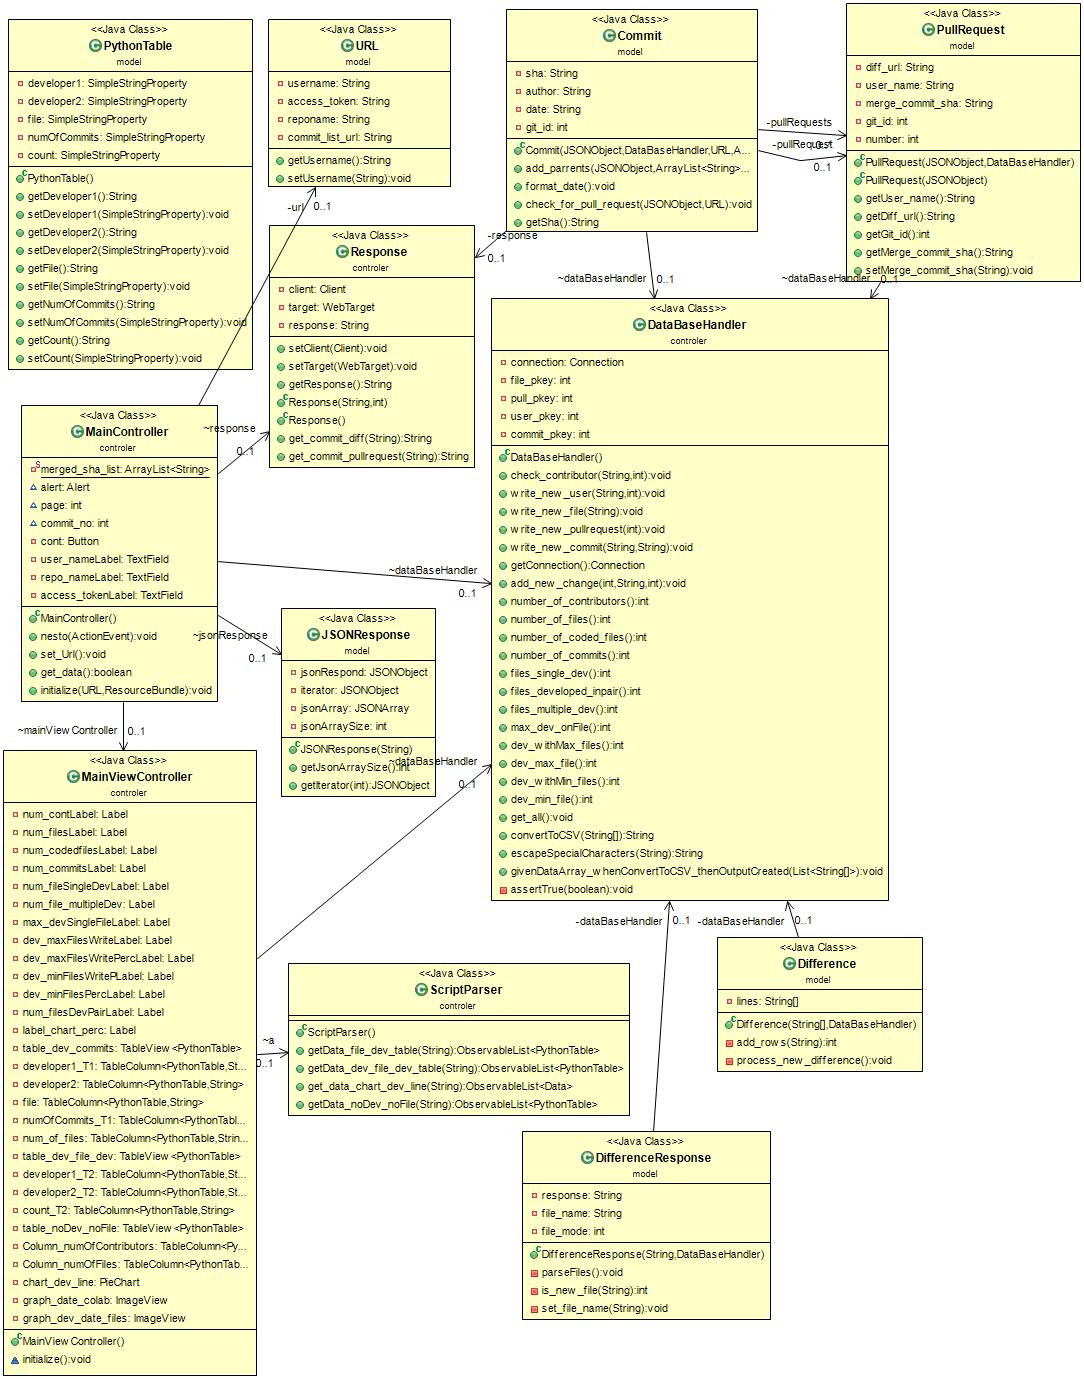 <<Java Class>>
PythonTable
model
developer1: SimpleStringProperty
developer2: SimpleStringProperty
file: SimpleStringProperty
numOfCommits: SimpleStringProperty
count: SimpleStringProperty
PythonTable()
getDeveloper1():String
setDeveloper1(SimpleStringProperty):void
getDeveloper2():String
setDeveloper2(SimpleStringProperty):void
getFile():String
setFile(SimpleStringProperty):void
getNumOfCommits():String
setNumOfCommits(SimpleStringProperty):void
getCount():String
setCount(SimpleStringProperty):void
<<Java Class>>
URL
model
username: String
access_token: String
reponame: String
commit_list_url: String
getUsername():String
setUsername(String):void
-url
0..1
<<Java Class>>
Commit
model
sha: String
author: String
date: String
git_id: int
Commit(JSONObject,DataBaseHandler,URL,A...
add_parrents(JSONObject,ArrayList<String>...
format_date():void
check_for_pull_request(JSONObject,URL):void
getSha():String
-pullRequests
0..*
-pullRequest
0..1
<<Java Class>>
PullRequest
model
diff_url: String
user_name: String
merge_commit_sha: String
git_id: int
number: int
PullRequest(JSONObject,DataBaseHandler)
PullRequest(JSONObject)
getUser_name():String
getDiff_url():String
getGit_id():int
getMerge_commit_sha():String
setMerge_commit_sha(String):void
~dataBaseHandler
0..1
-response
0..1
~dataBaseHandler
0..1
<<Java Class>>
Response
controler
client: Client
target: WebTarget
response: String
setClient(Client):void
setTarget(WebTarget):void
getResponse():String
Response(String,int)
Response()
get_commit_diff(String):String
get_commit_pullrequest(String):String
<<Java Class>>
DataBaseHandler
controler
connection: Connection
file_pkey: int
pull_pkey: int
user_pkey: int
commit_pkey: int
DataBaseHandler()
check_contributor(String,int):void
write_new_user(String,int):void
write_new_file(String):void
write_new_pullrequest(int):void
write_new_commit(String,String):void
getConnection():Connection
add_new_change(int,String,int):void
number_of_contributors():int
number_of_files():int
number_of_coded_files():int
number_of_commits():int
files_single_dev():int
files_developed_inpair():int
files_multiple_dev():int
max_dev_onFile():int
dev_withMax_files():int
dev_max_file():int
dev_withMin_files():int
dev_min_file():int
get_all():void
convertToCSV(String[]):String
escapeSpecialCharacters(String):String
givenDataArray_whenConvertToCSV_thenOutputCreated(List<String[]>):void
assertTrue(boolean):void
<<Java Class>>
MainController
controler
merged_sha_list: ArrayList<String>
alert: Alert
page: int
commit_no: int
cont: Button
user_nameLabel: TextField
repo_nameLabel: TextField
access_tokenLabel: TextField
MainController()
nesto(ActionEvent):void
set_Url():void
get_data():boolean
initialize(URL,ResourceBundle):void
~response
0..1
~dataBaseHandler
0..1
~jsonResponse
0..1
~mainViewController
0..1
<<Java Class>>
JSONResponse
model
jsonRespond: JSONObject
iterator: JSONObject
jsonArray: JSONArray
jsonArraySize: int
JSONResponse(String)
getJsonArraySize():int
getIterator(int):JSONObject
~dataBaseHandler
0..1
<<Java Class>>
MainViewController
controler
num_contLabel: Label
num_filesLabel: Label
num_codedfilesLabel: Label
num_commitsLabel: Label
num_fileSingleDevLabel: Label
num_file_multipleDev: Label
max_devSingleFileLabel: Label
dev_maxFilesWriteLabel: Label
dev_maxFilesWritePercLabel: Label
dev_minFilesWritePLabel: Label
dev_minFilesPercLabel: Label
num_filesDevPairLabel: Label
label_chart_perc: Label
table_dev_commits: TableView<PythonTable>
developer1_T1: TableColumn<PythonTable,St...
developer2: TableColumn<PythonTable,String>
file: TableColumn<PythonTable,String>
numOfCommits_T1: TableColumn<PythonTabl...
num_of_files: TableColumn<PythonTable,Strin...
table_dev_file_dev: TableView<PythonTable>
developer1_T2: TableColumn<PythonTable,St...
developer2_T2: TableColumn<PythonTable,St...
count_T2: TableColumn<PythonTable,String>
table_noDev_noFile: TableView<PythonTable>
Column_numOfContributors: TableColumn<Py...
Column_numOfFiles: TableColumn<PythonTab...
chart_dev_line: PieChart
graph_date_colab: ImageView
graph_dev_date_files: ImageView
MainViewController()
initialize():void
~a
0..1
<<Java Class>>
ScriptParser
controler
ScriptParser()
getData_file_dev_table(String):ObservableList<PythonTable>
getData_dev_file_dev_table(String):ObservableList<PythonTable>
get_data_chart_dev_line(String):ObservableList<Data>
getData_noDev_noFile(String):ObservableList<PythonTable>
-dataBaseHandler
0..1
-dataBaseHandler
0..1
<<Java Class>>
Difference
model
lines: String[]
Difference(String[],DataBaseHandler)
add_rows(String):int
process_new_difference():void
<<Java Class>>
DifferenceResponse
model
response: String
file_name: String
file_mode: int
DifferenceResponse(String,DataBaseHandler)
parseFiles():void
is_new_file(String):int
set_file_name(String):void